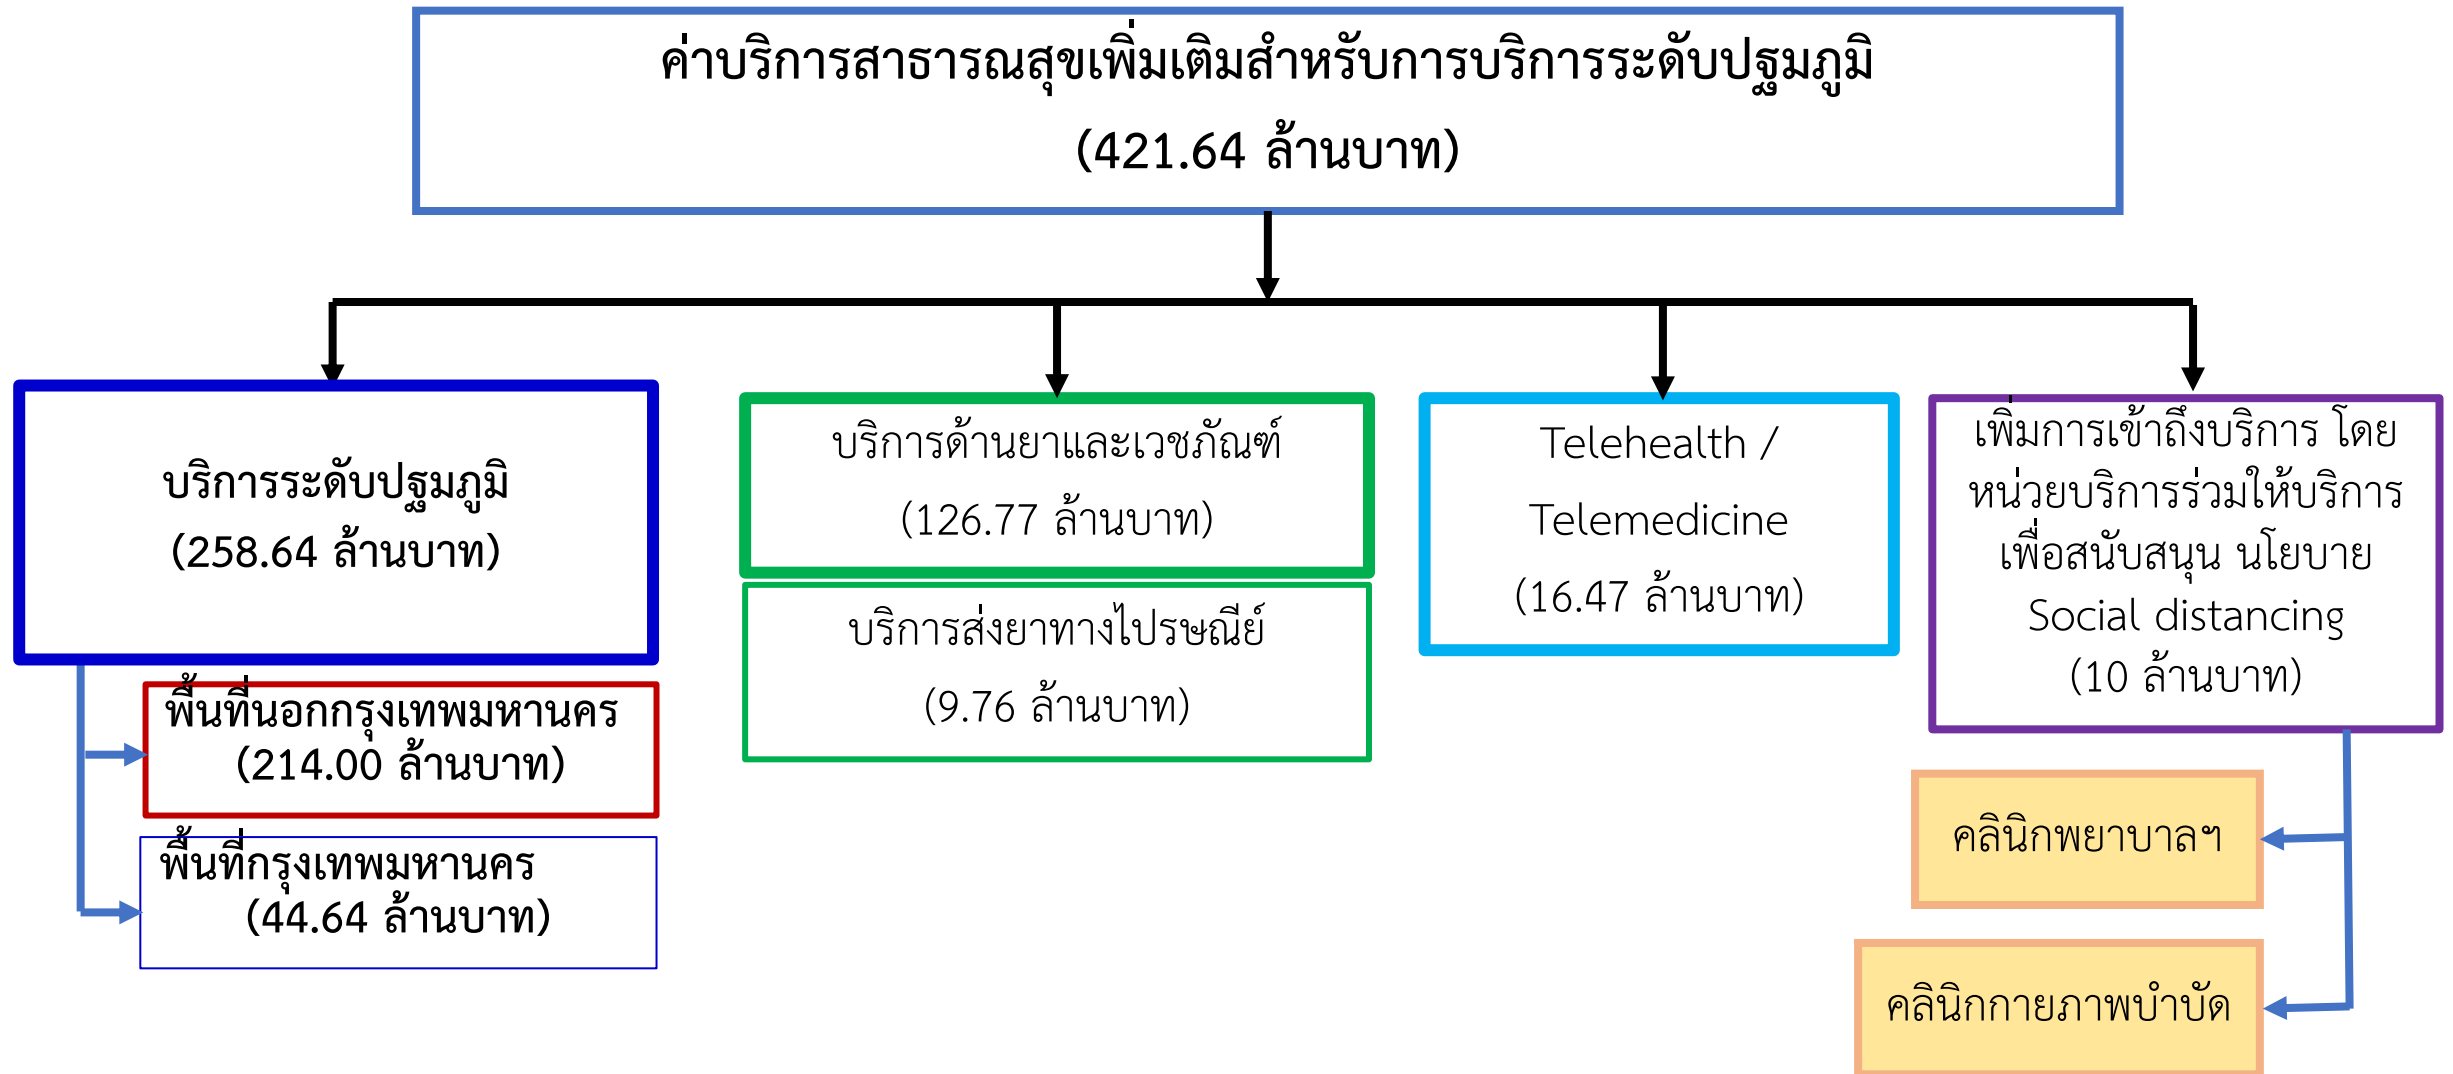 ค่าบริการสาธารณสุขเพิ่มเติมสำหรับการบริการระดับปฐมภูมิ
(421.64 ล้านบาท)
บริการระดับปฐมภูมิ
(258.64 ล้านบาท)
พื้นที่นอกกรุงเทพมหานคร
(214.00 ล้านบาท)
พื้นที่กรุงเทพมหานคร
(44.64 ล้านบาท)
บริการด้านยาและเวชภัณฑ์
(126.77 ล้านบาท)
บริการส่งยาทางไปรษณีย์
(9.76 ล้านบาท)
Telehealth /
Telemedicine
(16.47 ล้านบาท)
เพิ่มการเข้าถึงบริการ โดย
หน่วยบริการร่วมให้บริการ
เพื่อสนับสนุน นโยบาย
Social distancing
(10 ล้านบาท)
คลินิกพยาบาลฯ
คลินิกกายภาพบำบัด